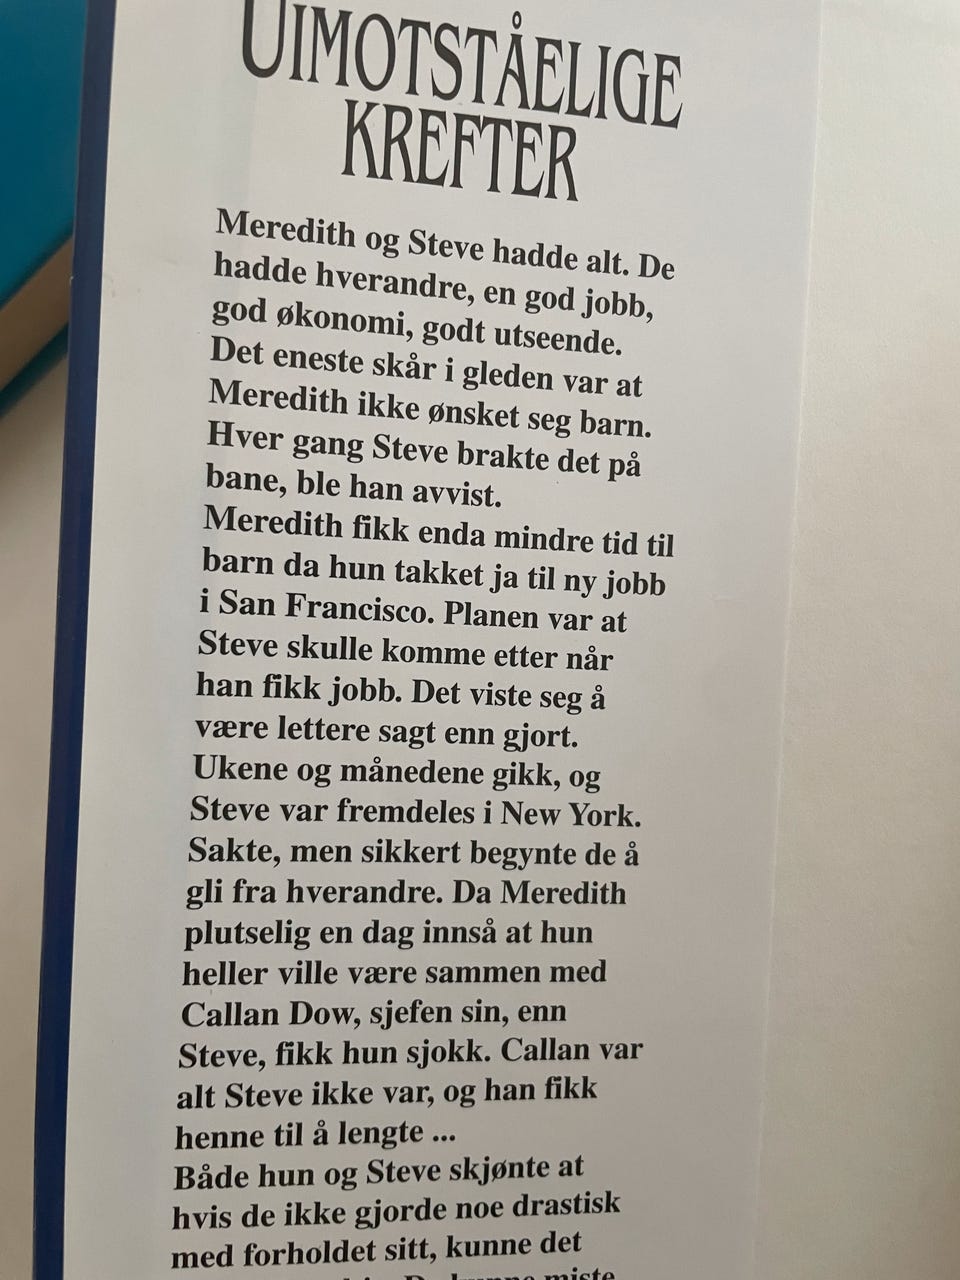 UIMOTSTÅELIGE
KREFTER
Meredith og Steve hadde alt. De
hadde hverandre, en god jobb,
god økonomi, godt utseende.
Det eneste skår i gleden var at
Meredith ikke ønsket seg barn.
Hver gang Steve brakte det på
bane, ble han avvist.
Meredith fikk enda mindre tid til
barn da hun takket ja til ny jobb
i San Francisco. Planen var at
Steve skulle komme etter når
han fikk jobb. Det viste seg å
være lettere sagt enn gjort.
Ukene og månedene gikk, og
Steve var fremdeles i New York.
Sakte, men sikkert begynte de å
gli fra hverandre. Da Meredith
plutselig en dag innså at hun
heller ville være sammen med
Callan Dow, sjefen sin, enn
Steve, fikk hun sjokk. Callan var
alt Steve ikke var, og han fikk
henne til å lengte ...
Både hun og Steve skjønte at
hvis de ikke gjorde noe drastisk
med forholdet sitt, kunne det
miste